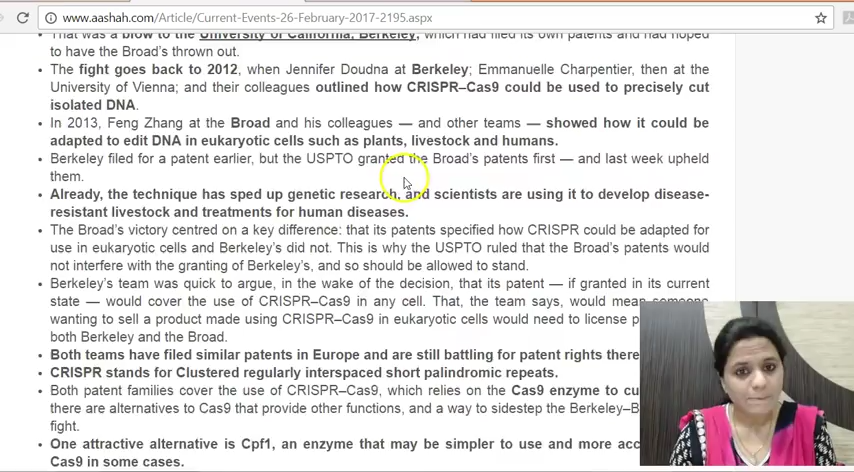 www.aashah.com/Article/Current-Events-26-February-2017-2195.aspx
That was a blow to the University of California, Berkeley, which had filed its own patents and had hoped
to have the Broad's thrown out.
The fight goes back to 2012, when Jennifer Doudna at Berkeley; Emmanuelle Charpentier, then at the
University of Vienna; and their colleagues outlined how CRISPR–Cas9 could be used to precisely cut
isolated DNA.
In 2013, Feng Zhang at the Broad and his colleagues — and other teams — showed how it could be
adapted to edit DNA in eukaryotic cells such as plants, livestock and humans.
Berkeley filed for a patent earlier, but the USPTO granted the Broad's patents first — and last week upheld
them.
Already, the technique has sped up genetic research, and scientists are using it to develop disease-
resistant livestock and treatments for human diseases.
The Broad's victory centred on a key difference: that its patents specified how CRISPR could be adapted for
use in eukaryotic cells and Berkeley's did not. This is why the USPTO ruled that the Broad's patents would
not interfere with the granting of Berkeley's, and so should be allowed to stand.
Berkeley's team was quick to argue, in the wake of the decision, that its patent — if granted in its current
state — would cover the use of CRISPR–Cas9 in any cell. That, the team says, would mean someone
wanting to sell a product made using CRISPR–Cas9 in eukaryotic cells would need to license
both Berkeley and the Broad.
Both teams have filed similar patents in Europe and are still battling for patent rights
CRISPR stands for Clustered regularly interspaced short palindromic repeats.
Both patent families cover the use of CRISPR–Cas9, which relies on the Cas9 enzyme to
there are alternatives to Cas9 that provide other functions, and a way to sidestep the
fight.
One attractive alternative is Cpf1, an enzyme that may be simpler to use and more
Cas9 in some cases.